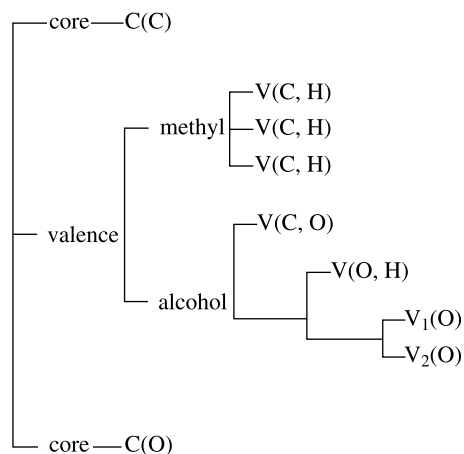 core C(C)
V(C, H)
methyl V(C, H)
V(C, H)
V(C, O)
valence
V(O, H)
alcohol
V₁(O)
V₂(O)
core C(O)